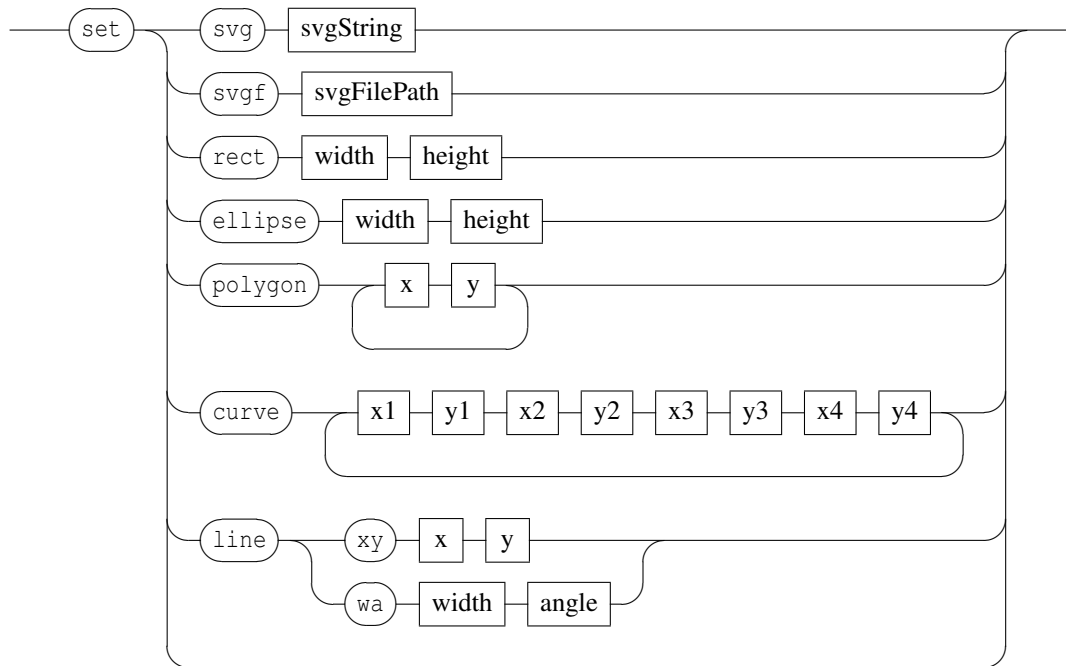 set svg svgString
svgf svgFilePath
rect width height
ellipse width height
polygon x y
curve x1 y1 x2 y2 x3 y3 x4 y4
line xy x y
wa width angle